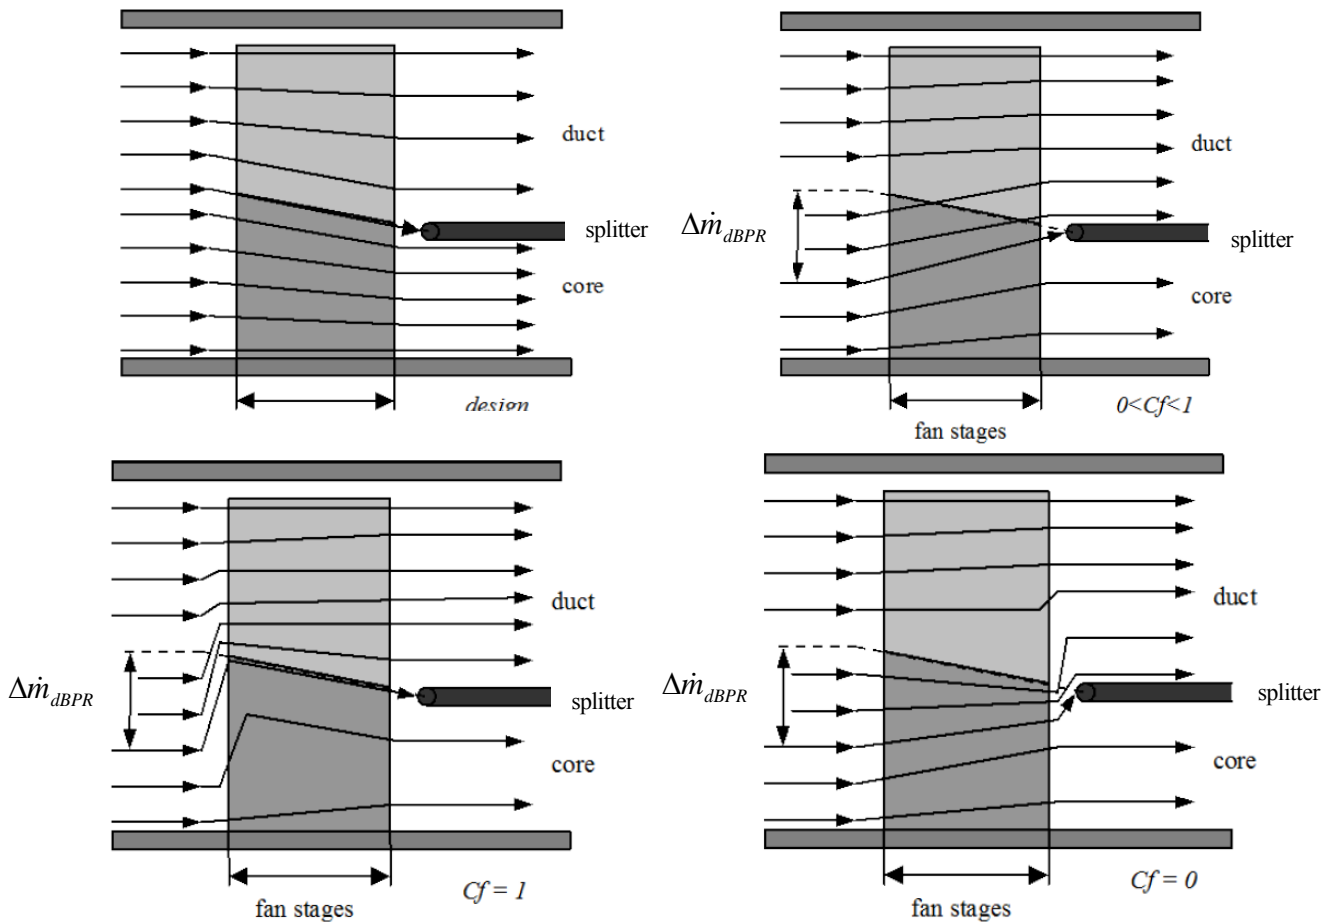 duct
splitter
core
design
duct
Δṁ_dBPR
splitter
core
0<Cf<1
fan stages
duct
Δṁ_dBPR
splitter
core
Cf = 1
fan stages
duct
Δṁ_dBPR
splitter
core
Cf = 0
fan stages